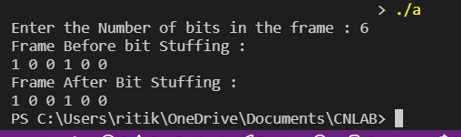 > ./a
Enter the Number of bits in the frame : 6
Frame Before bit Stuffing :
1 0 0 1 0 0
Frame After Bit Stuffing :
1 0 0 1 0 0
PS C:\Users\ritik\OneDrive\Documents\CNLAB>